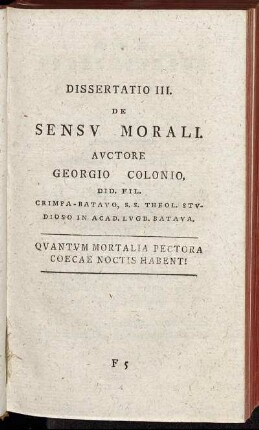 DISSERTATIO III.
DE
SENSV MORALI.
AVCTORE
GEORGIO COLONIO,
DID. FIL.
CRIMPA-BATAVO, S. S. THEOL. STV-
DIOSO IN ACAD. LVGB. BATAVA.
QVANTVM MORTALIA PECTORA
COECAE NOCTIS HABENT!
F 5